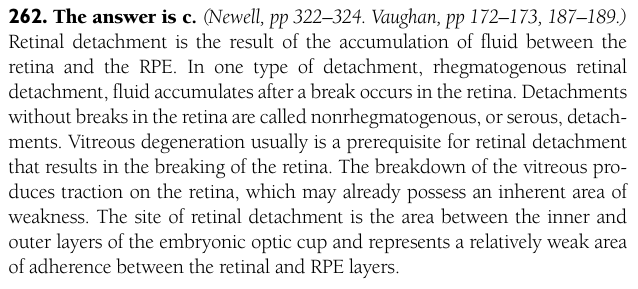 262. The answer is c. (Newell, pp 322–324. Vaughan, pp 172–173, 187–189.)
Retinal detachment is the result of the accumulation of fluid between the
retina and the RPE. In one type of detachment, rhegmatogenous retinal
detachment, fluid accumulates after a break occurs in the retina. Detachments
without breaks in the retina are called nonrhegmatogenous, or serous, detach-
ments. Vitreous degeneration usually is a prerequisite for retinal detachment
that results in the breaking of the retina. The breakdown of the vitreous pro-
duces traction on the retina, which may already possess an inherent area of
weakness. The site of retinal detachment is the area between the inner and
outer layers of the embryonic optic cup and represents a relatively weak area
of adherence between the retinal and RPE layers.